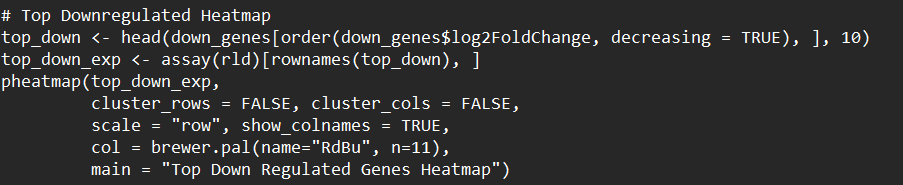 # Top Downregulated Heatmap
top_down <- head(down_genes[order(down_genes$log2FoldChange, decreasing = TRUE), ], 10)
top_down_exp <- assay(rld)[rownames(top_down), ]
pheatmap(top_down_exp,
         cluster_rows = FALSE, cluster_cols = FALSE,
         scale = "row", show_colnames = TRUE,
         col = brewer.pal(name="RdBu", n=11),
         main = "Top Down Regulated Genes Heatmap")